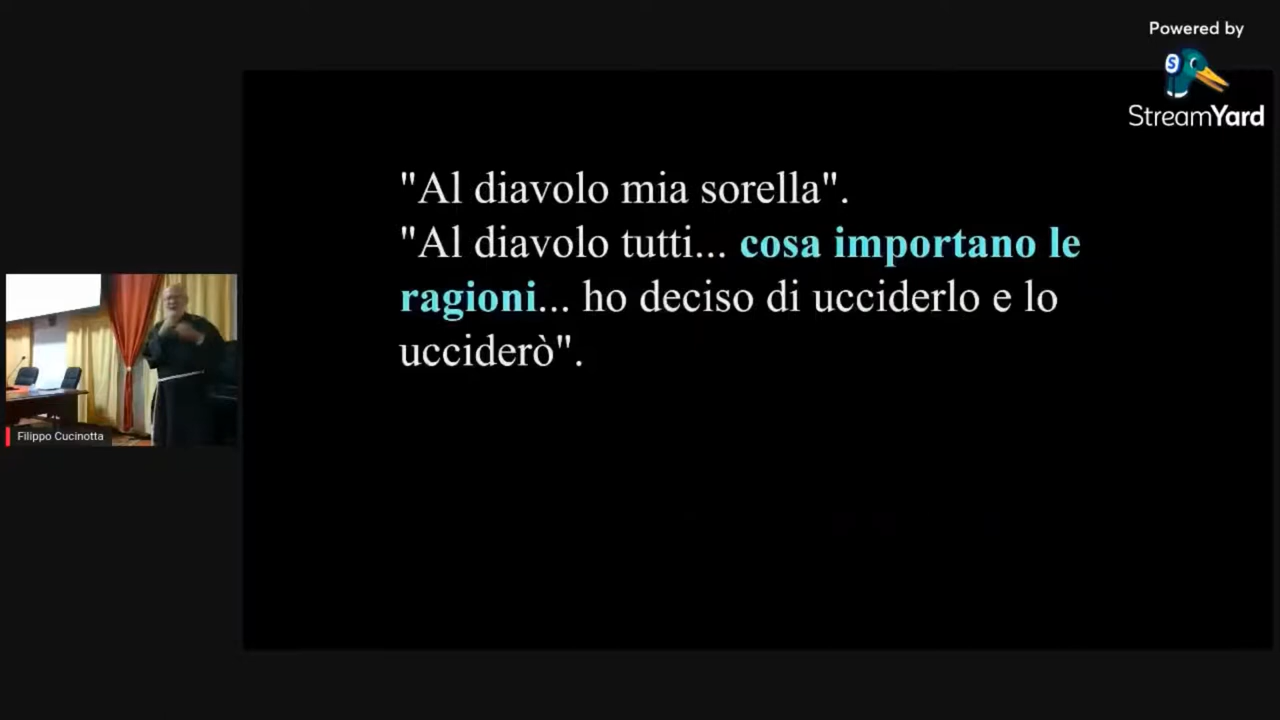 Powered by
StreamYard
"Al diavolo mia sorella".
"Al diavolo tutti... cosa importano le
ragioni... ho deciso di ucciderlo e lo
ucciderò".
Filippo Cucinotta